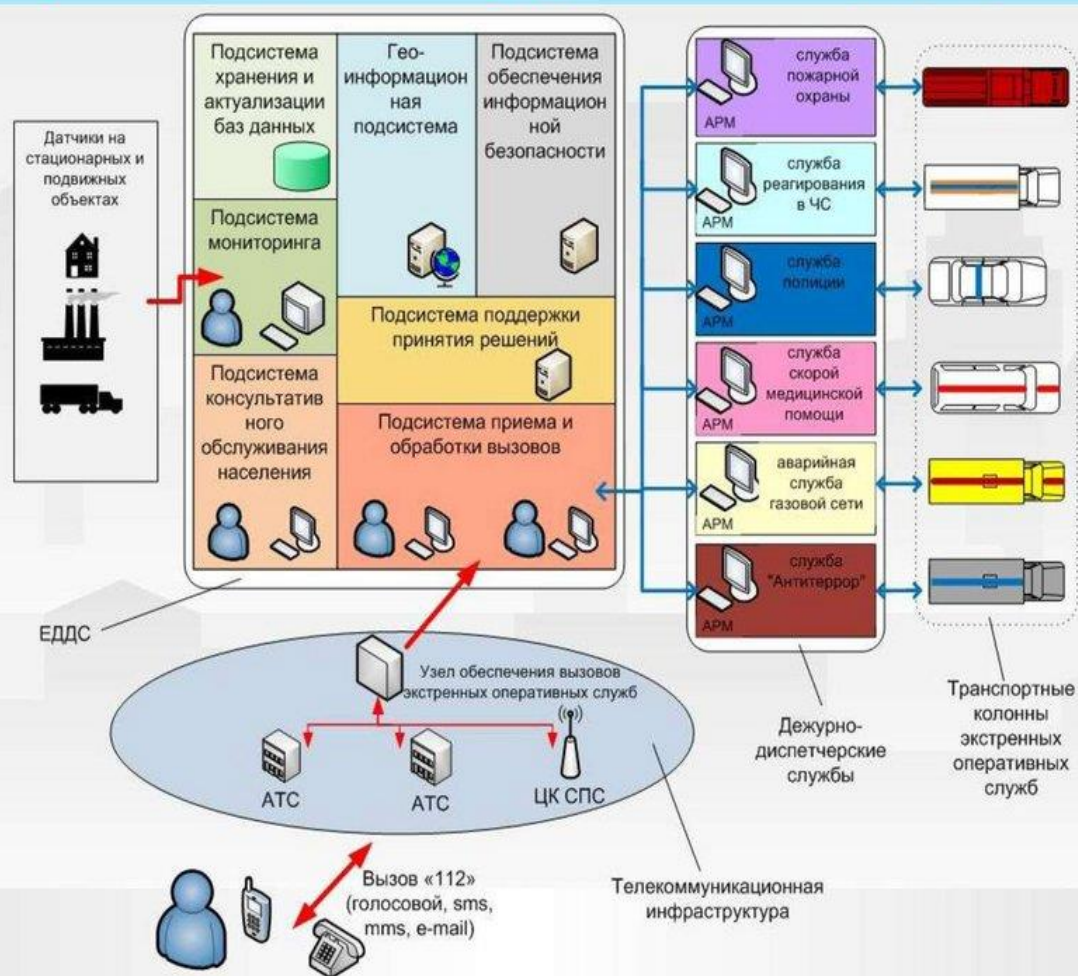 Датчики на
стационарных и
подвижных
объектах
Подсистема
хранения и
актуализации
баз данных
Гео-
информацион
ная
подсистема
Подсистема
обеспечения
информацион
ной
безопасности
Подсистема
мониторинга
Подсистема поддержки
принятия решений
Подсистема
консультатив
ного
обслуживания
населения
Подсистема приема и
обработки вызовов
ЕДДС
служба
пожарной
охраны
АРМ
служба
реагирования
в ЧС
АРМ
служба
полиции
АРМ
служба
скорой
медицинской
помощи
АРМ
аварийная
служба
газовой сети
АРМ
служба
"Антитеррор"
АРМ
Узел обеспечения вызовов
экстренных оперативных служб
АТС
АТС
ЦК СПС
Дежурно-
диспетчерские
службы
Транспортные
колонны
экстренных
оперативных
служб
Вызов «112»
(голосовой, sms,
mms, e-mail)
Телекоммуникационная
инфраструктура